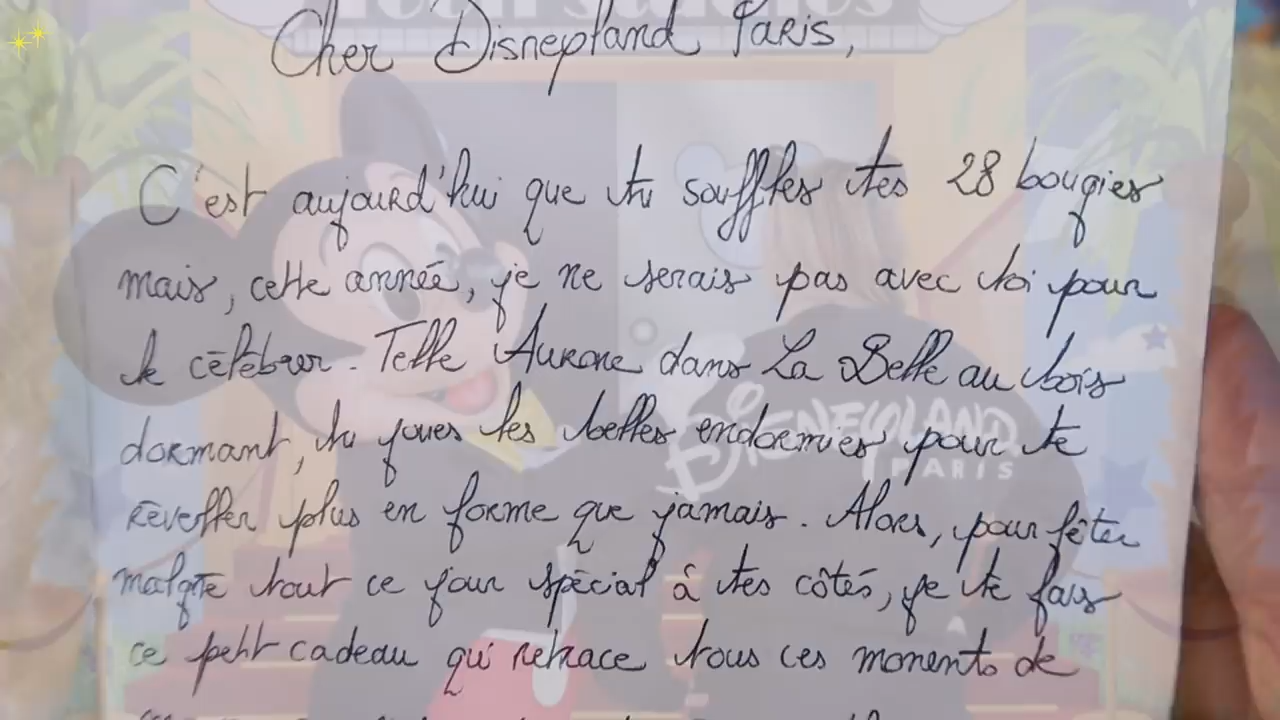 Toon Studios
Cher Disneyland Paris,
C'est aujourd'hui que tu souffles tes 28 bougies
mais, cette année, je ne serais pas avec toi pour
le célébrer. Telle Aurore dans La Belle au bois
dormant, tu joues les belles endormies pour te
réveiller plus en forme que jamais. Alors, pour fêter
malgré tout ce jour spécial à tes côtés, je te fais
ce petit cadeau qui retrace tous ces moments de
DISNEYLAND
PARIS